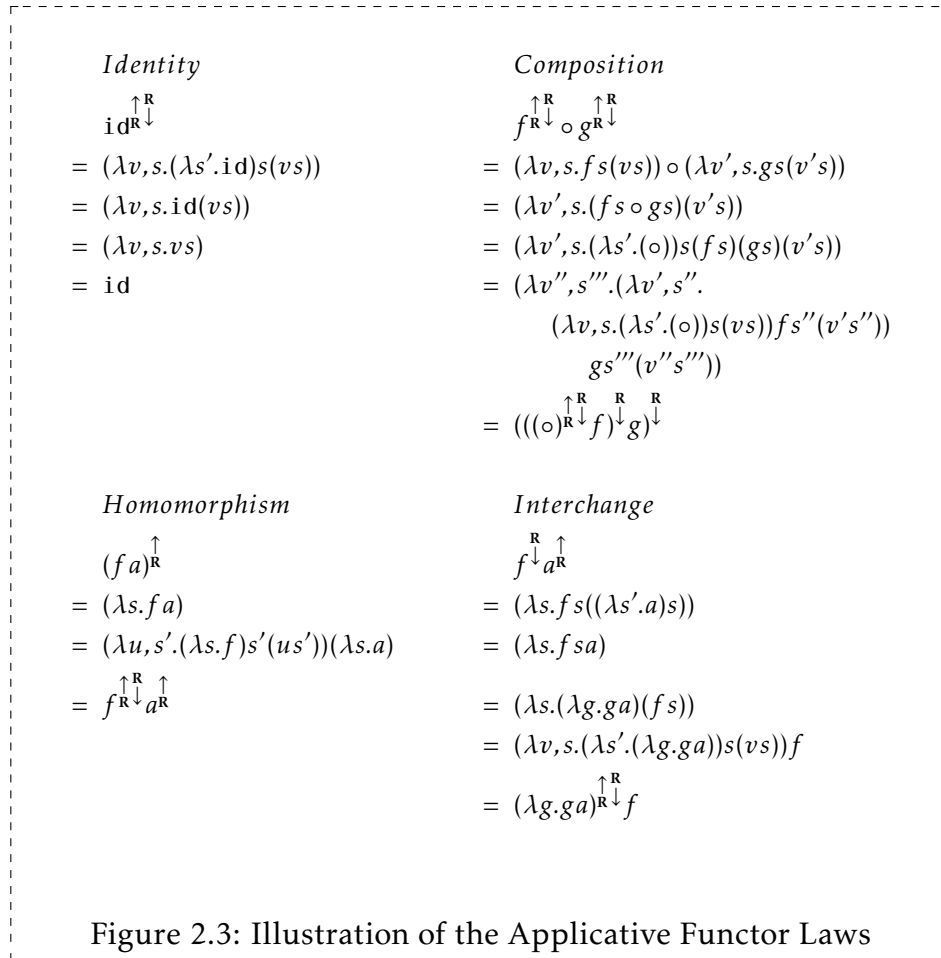 Identity
id ↑ R R ↓
= (λv,s.(λs′.id)s(vs))
= (λv,s.id(vs))
= (λv,s.vs)
= id
Composition
f ↑ R R ↓ ∘ g ↑ R R ↓
= (λv,s.fs(vs)) ∘ (λv′,s.gs(v′s))
= (λv′,s.(fs ∘ gs)(v′s))
= (λv′,s.(λs′.(∘))s(fs)(gs)(v′s))
= (λv′′,s′′′.(λv′,s′′.
(λv,s.(λs′.(∘))s(vs))fs′′(v′s′′))
gs′′′(v′′s′′′))
= (((∘) ↑ R R ↓ f) R ↓ g) R ↓
Homomorphism
(fa) ↑ R
= (λs.fa)
= (λu,s′.(λs.f)s′(us′))(λs.a)
= f ↑ R R ↓ a ↑ R
Interchange
f R ↓ a ↑ R
= (λs.fs((λs′.a)s))
= (λs.fsa)
= (λs.(λg.ga)(fs))
= (λv,s.(λs′.(λg.ga))s(vs))f
= (λg.ga) ↑ R R ↓ f
Figure 2.3: Illustration of the Applicative Functor Laws